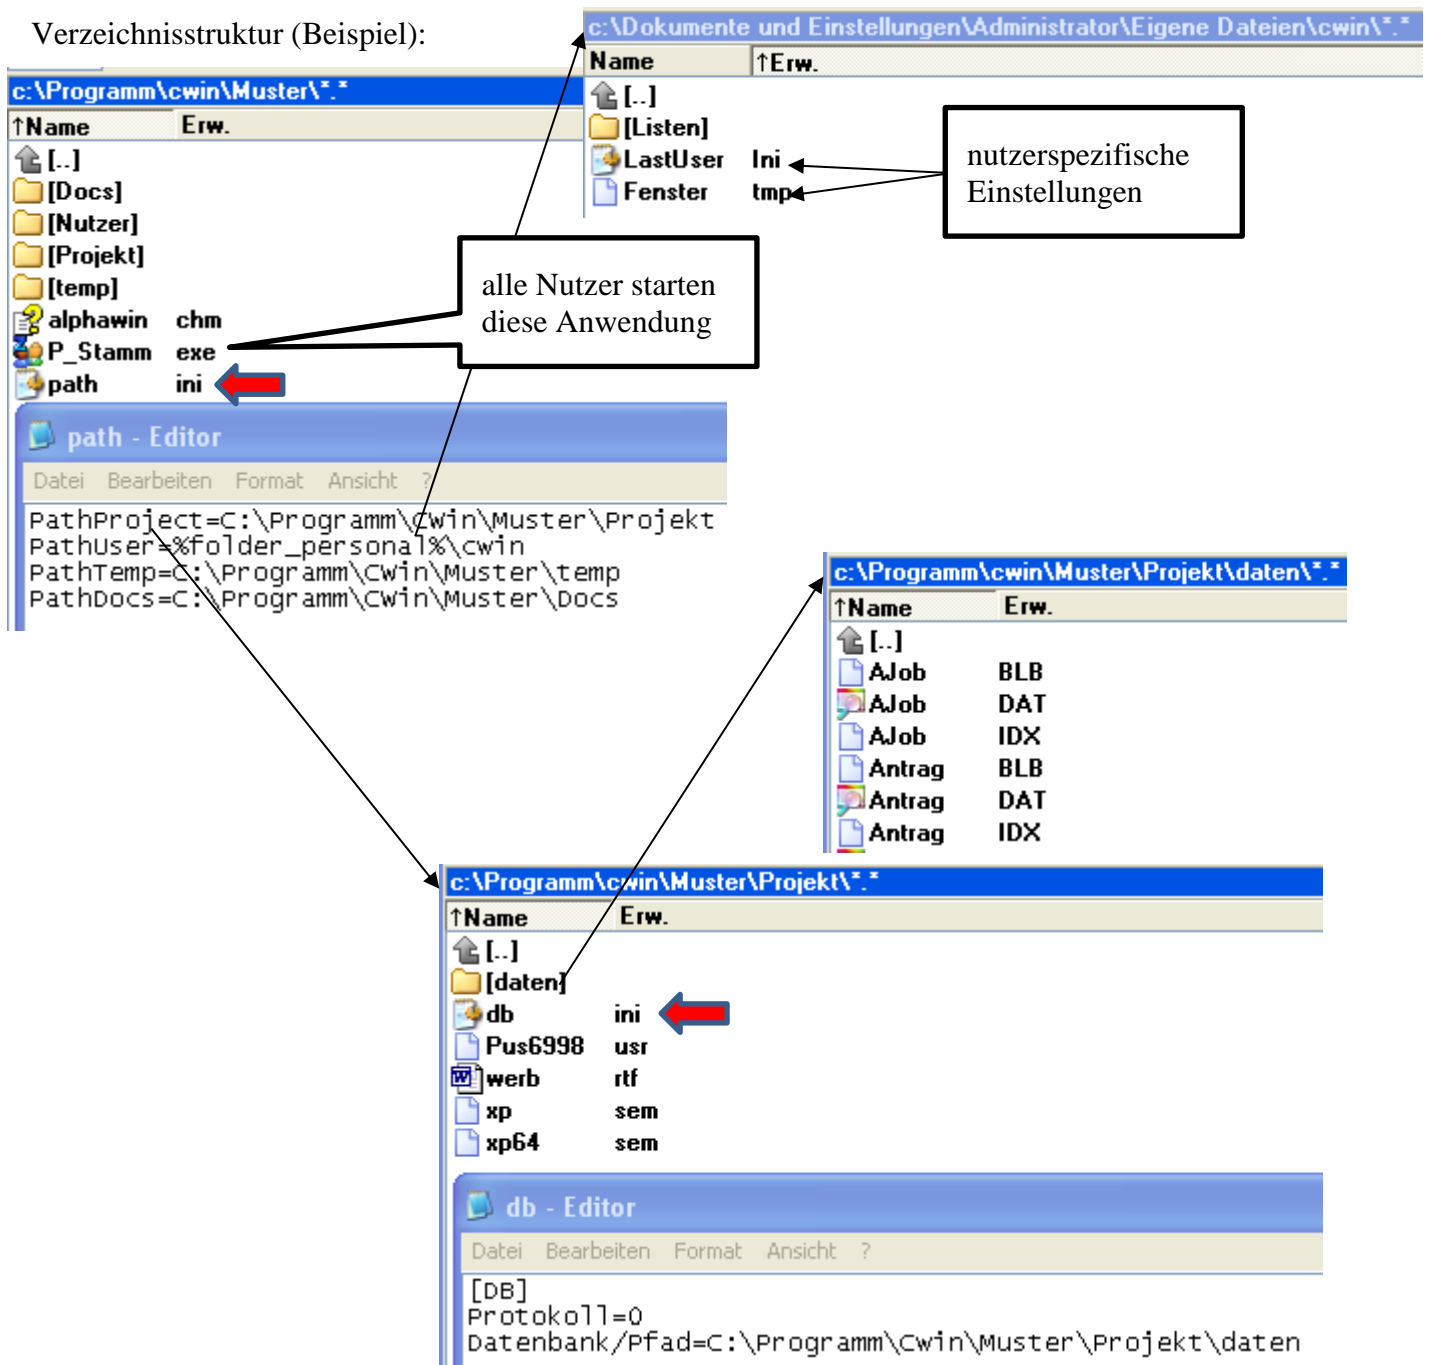 Verzeichnisstruktur (Beispiel):
c:\Dokumente und Einstellungen\Administrator\Eigene Dateien\cwin\*.*
Name ↑Erw.
[..]
[Listen]
LastUser Ini
Fenster tmp
nutzerspezifische
Einstellungen
c:\Programm\cwin\Muster\*.*
↑Name Erw.
[..]
[Docs]
[Nutzer]
[Projekt]
[temp]
alphawin chm
P_Stamm exe
path ini
alle Nutzer starten
diese Anwendung
path - Editor
Datei Bearbeiten Format Ansicht ?
PathProject=C:\Programm\CWin\Muster\Projekt
PathUser=%folder_personal%\cwin
PathTemp=C:\Programm\CWin\Muster\temp
PathDocs=C:\Programm\CWin\Muster\Docs
c:\Programm\cwin\Muster\Projekt\daten\*.*
↑Name Erw.
[..]
AJob BLB
AJob DAT
AJob IDX
Antrag BLB
Antrag DAT
Antrag IDX
c:\Programm\cwin\Muster\Projekt\*.*
↑Name Erw.
[..]
[daten]
db ini
Pus6998 usr
werb rtf
xp sem
xp64 sem
db - Editor
Datei Bearbeiten Format Ansicht ?
[DB]
Protokoll=0
Datenbank/Pfad=C:\Programm\Cwin\Muster\Projekt\daten